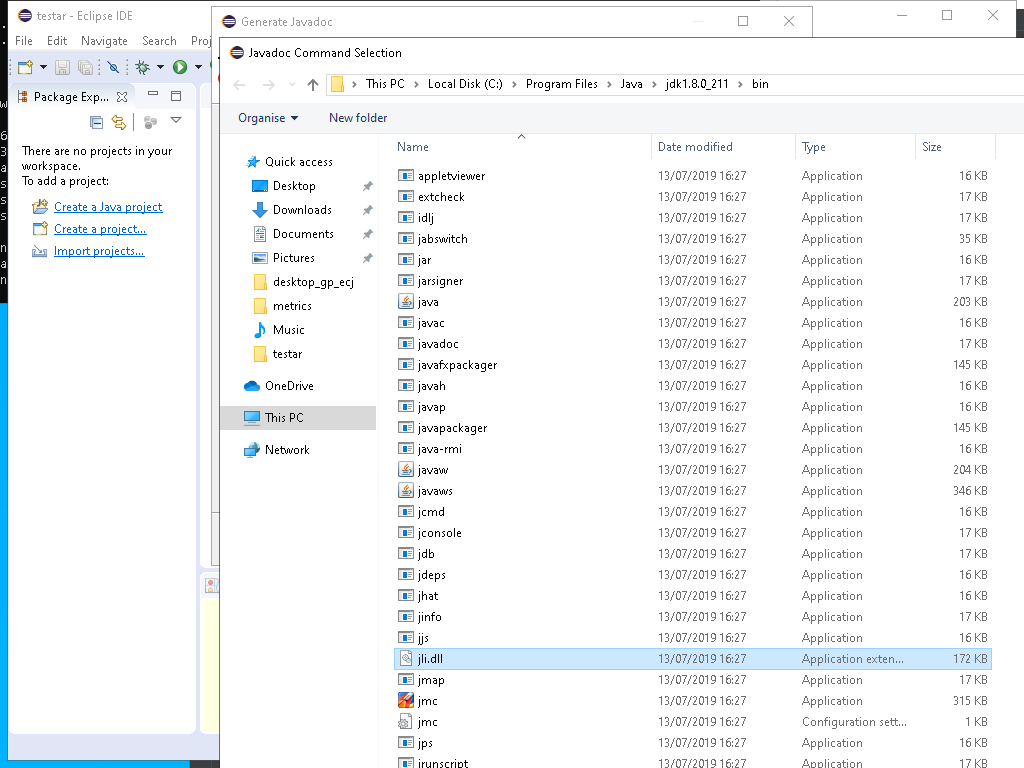 testar - Eclipse IDE
File Edit Navigate Search Proj
Package Exp...
There are no projects in your
workspace.
To add a project:
Create a Java project
Create a project...
Import projects...
Generate Javadoc
Javadoc Command Selection
This PC > Local Disk (C:) > Program Files > Java > jdk1.8.0_211 > bin
Organise New folder
Quick access
Desktop
Downloads
Documents
Pictures
desktop_gp_ecj
metrics
Music
testar
OneDrive
This PC
Network
Name Date modified Type Size
appletviewer 13/07/2019 16:27 Application 16 KB
extcheck 13/07/2019 16:27 Application 17 KB
idlj 13/07/2019 16:27 Application 17 KB
jabswitch 13/07/2019 16:27 Application 35 KB
jar 13/07/2019 16:27 Application 16 KB
jarsigner 13/07/2019 16:27 Application 17 KB
java 13/07/2019 16:27 Application 203 KB
javac 13/07/2019 16:27 Application 16 KB
javadoc 13/07/2019 16:27 Application 17 KB
javafxpackager 13/07/2019 16:27 Application 145 KB
javah 13/07/2019 16:27 Application 16 KB
javap 13/07/2019 16:27 Application 16 KB
javapackager 13/07/2019 16:27 Application 145 KB
java-rmi 13/07/2019 16:27 Application 16 KB
javaw 13/07/2019 16:27 Application 204 KB
javaws 13/07/2019 16:27 Application 346 KB
jcmd 13/07/2019 16:27 Application 16 KB
jconsole 13/07/2019 16:27 Application 17 KB
jdb 13/07/2019 16:27 Application 17 KB
jdeps 13/07/2019 16:27 Application 16 KB
jhat 13/07/2019 16:27 Application 16 KB
jinfo 13/07/2019 16:27 Application 17 KB
jjs 13/07/2019 16:27 Application 16 KB
jli.dll 13/07/2019 16:27 Application exten... 172 KB
jmap 13/07/2019 16:27 Application 17 KB
jmc 13/07/2019 16:27 Application 315 KB
jmc 13/07/2019 16:27 Configuration sett... 1 KB
jps 13/07/2019 16:27 Application 16 KB
jrunscript 13/07/2019 16:27 Application 17 KB